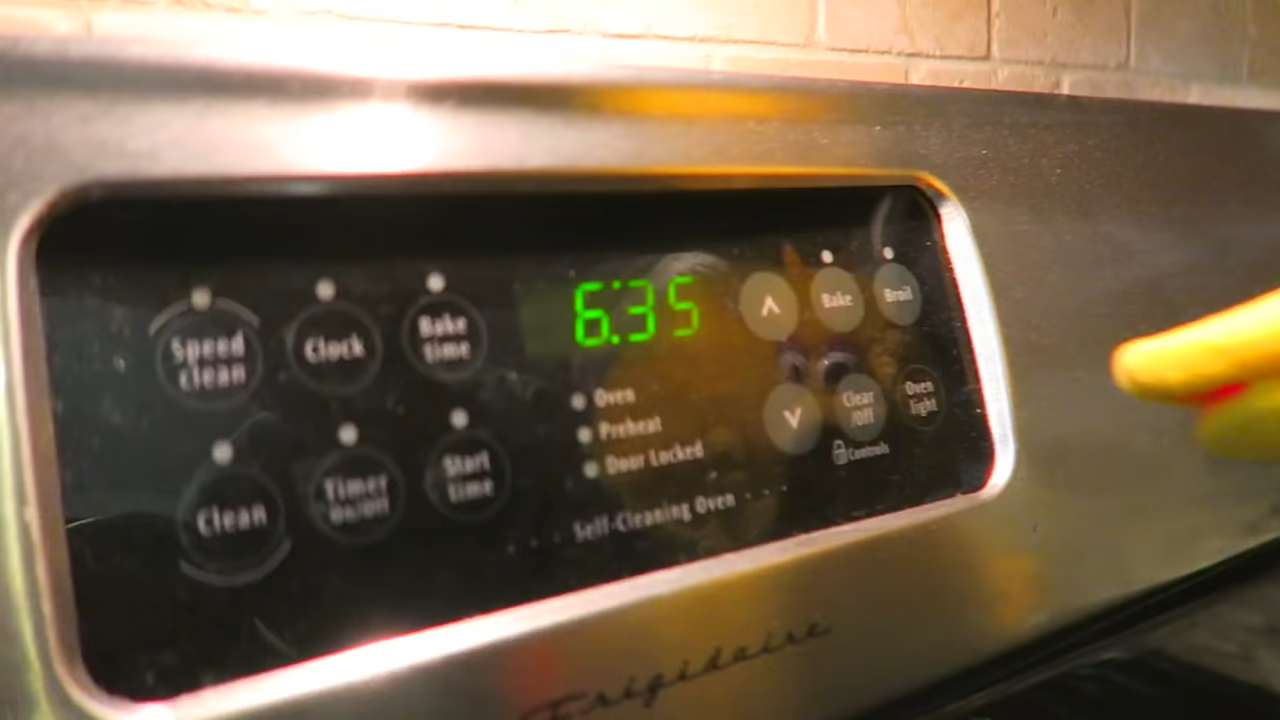 Speed
clean
Clock
Bake
time
6:35
Bake
Broil
Oven
Preheat
Door Locked
Clear
/Off
Oven
light
Controls
Clean
Timer
On/Off
Start
time
Self-Cleaning Oven
Frigidaire